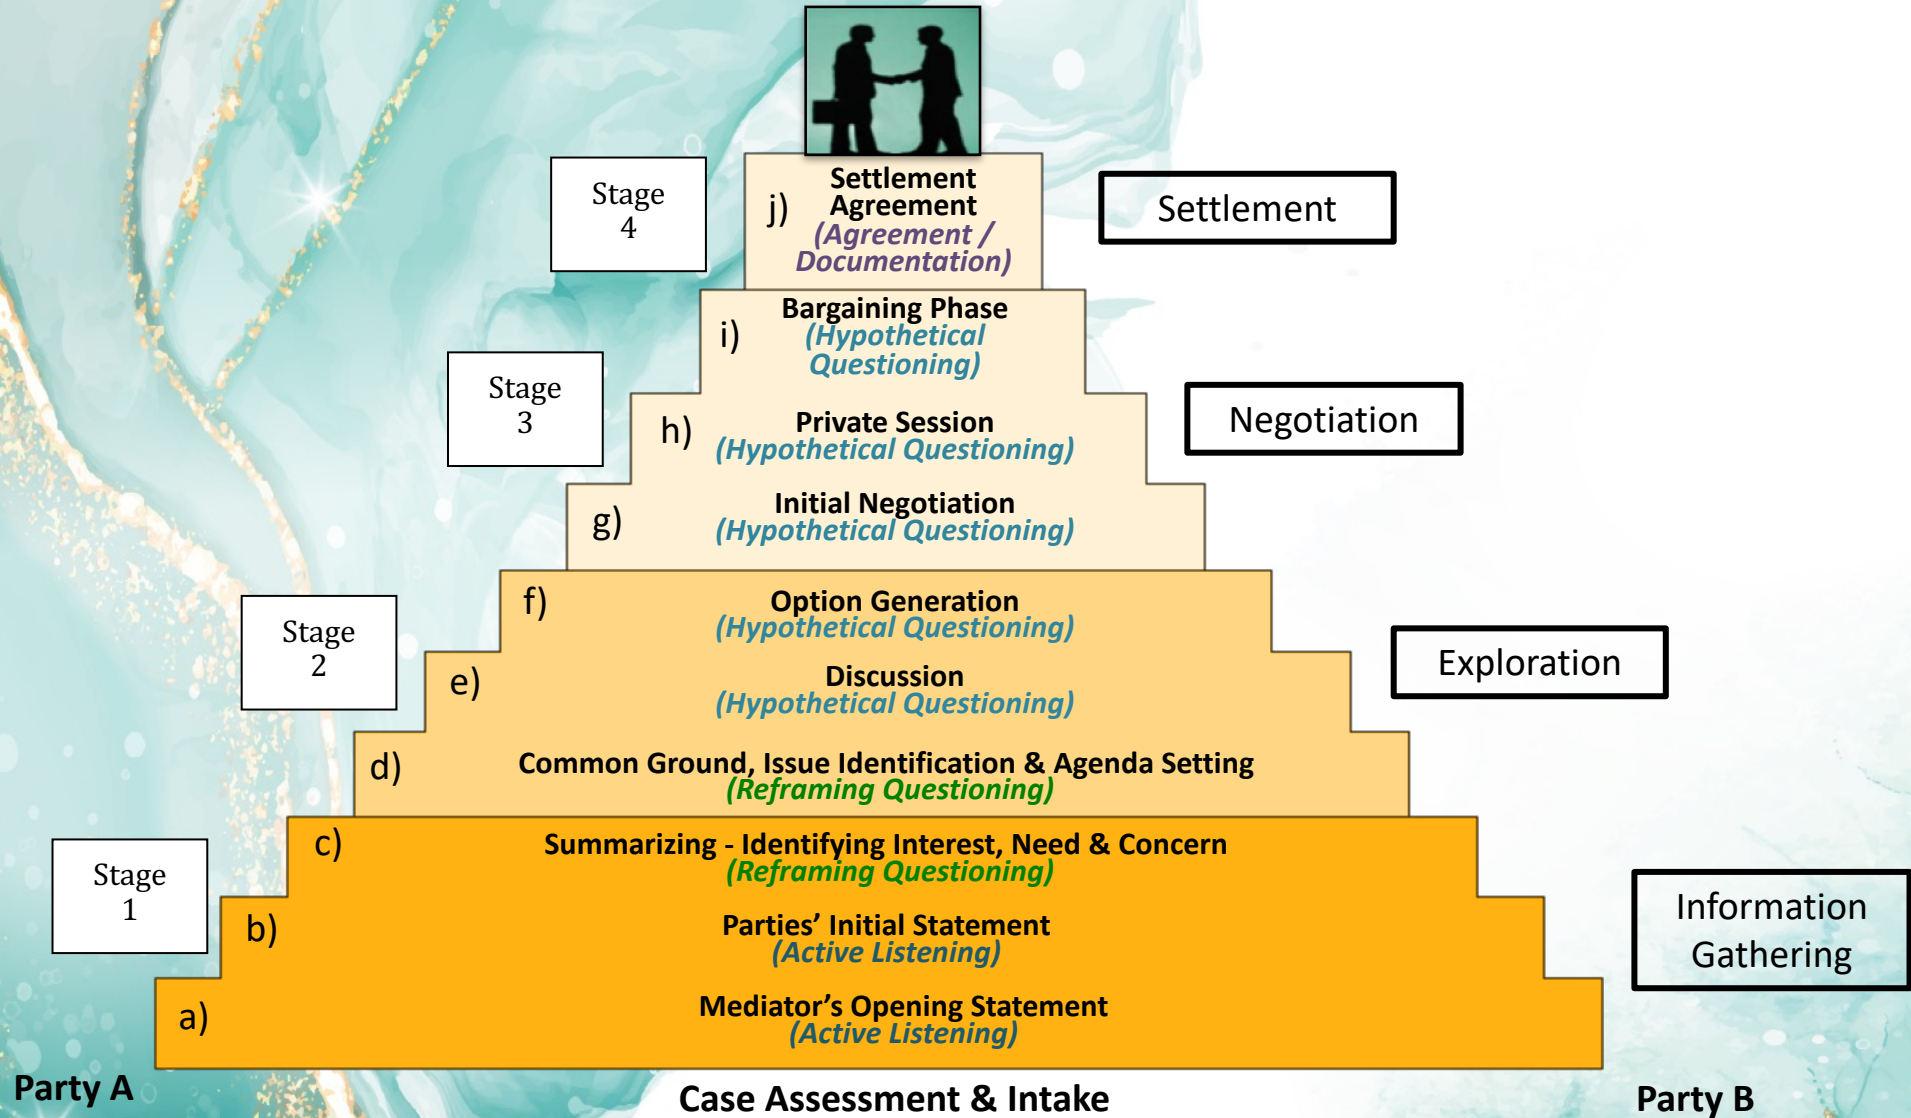 Stage
4
j)
Settlement
Agreement
(Agreement /
Documentation)
Settlement
i)
Bargaining Phase
(Hypothetical
Questioning)
Stage
3
h)
Private Session
(Hypothetical Questioning)
Negotiation
g)
Initial Negotiation
(Hypothetical Questioning)
f)
Option Generation
(Hypothetical Questioning)
Stage
2
e)
Discussion
(Hypothetical Questioning)
Exploration
d)
Common Ground, Issue Identification & Agenda Setting
(Reframing Questioning)
c)
Summarizing - Identifying Interest, Need & Concern
(Reframing Questioning)
Stage
1
b)
Parties’ Initial Statement
(Active Listening)
Information
Gathering
a)
Mediator’s Opening Statement
(Active Listening)
Party A
Case Assessment & Intake
Party B